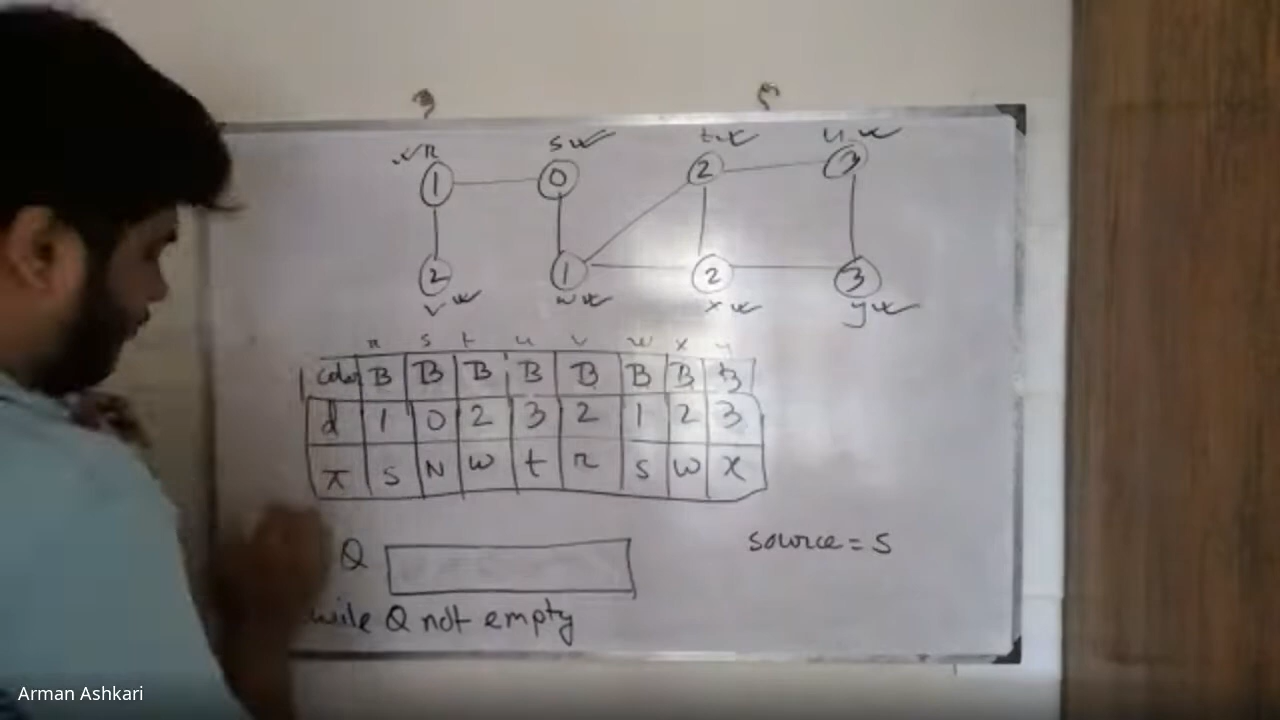 R s t u
1 0 2 3
2 1 2 3
v w x y
r s t u v w x y
color B B B B B B B B
d 1 0 2 3 2 1 2 3
π s N w t r s w x
Q
source = s
while Q not empty
Arman Ashkari